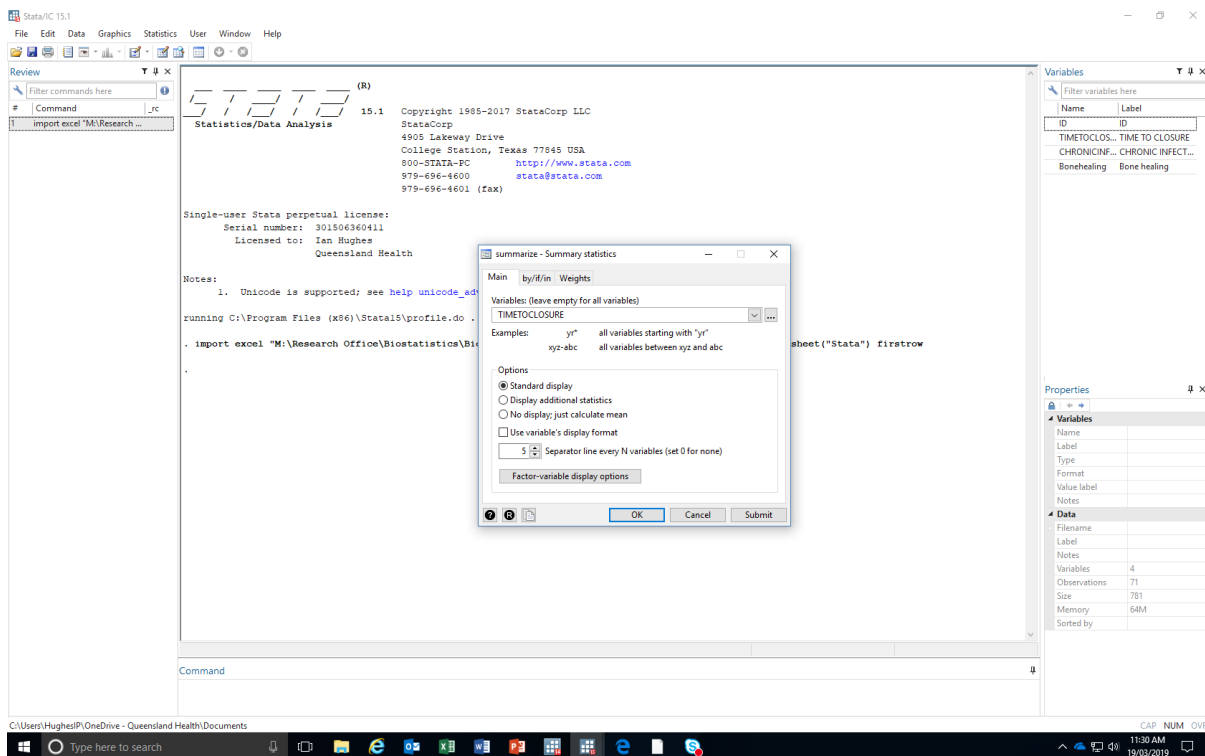 Stata/IC 15.1
File Edit Data Graphics Statistics User Window Help
Review
Filter commands here
# Command _rc
1 import excel "M:\Research ...
(R)
15.1 Copyright 1985-2017 StataCorp LLC
Statistics/Data Analysis StataCorp
4905 Lakeway Drive
College Station, Texas 77845 USA
800-STATA-PC http://www.stata.com
979-696-4600 stata@stata.com
979-696-4601 (fax)
Single-user Stata perpetual license:
Serial number: 301506360411
Licensed to: Ian Hughes
Queensland Health
Notes:
1. Unicode is supported; see help unicode_ad
running C:\Program Files (x86)\Stata15\profile.do .
. import excel "M:\Research Office\Biostatistics\Bi sheet("Stata") firstrow
.
summarize - Summary statistics
Main by/if/in Weights
Variables: (leave empty for all variables)
TIMETOCLOSURE
...
Examples: yr* all variables starting with "yr"
xyz-abc all variables between xyz and abc
Options
Standard display
Display additional statistics
No display; just calculate mean
Use variable's display format
5 Separator line every N variables (set 0 for none)
Factor-variable display options
OK Cancel Submit
Variables
Filter variables here
Name Label
ID ID
TIMETOCLOS... TIME TO CLOSURE
CHRONICINF... CHRONIC INFECT...
Bonehealing Bone healing
Properties
Variables
Name
Label
Type
Format
Value label
Notes
Data
Filename
Label
Notes
Variables 4
Observations 71
Size 781
Memory 64M
Sorted by
Command
C:\Users\HughesIP\OneDrive - Queensland Health\Documents
CAP NUM OVR
Type here to search
11:30 AM
19/03/2019